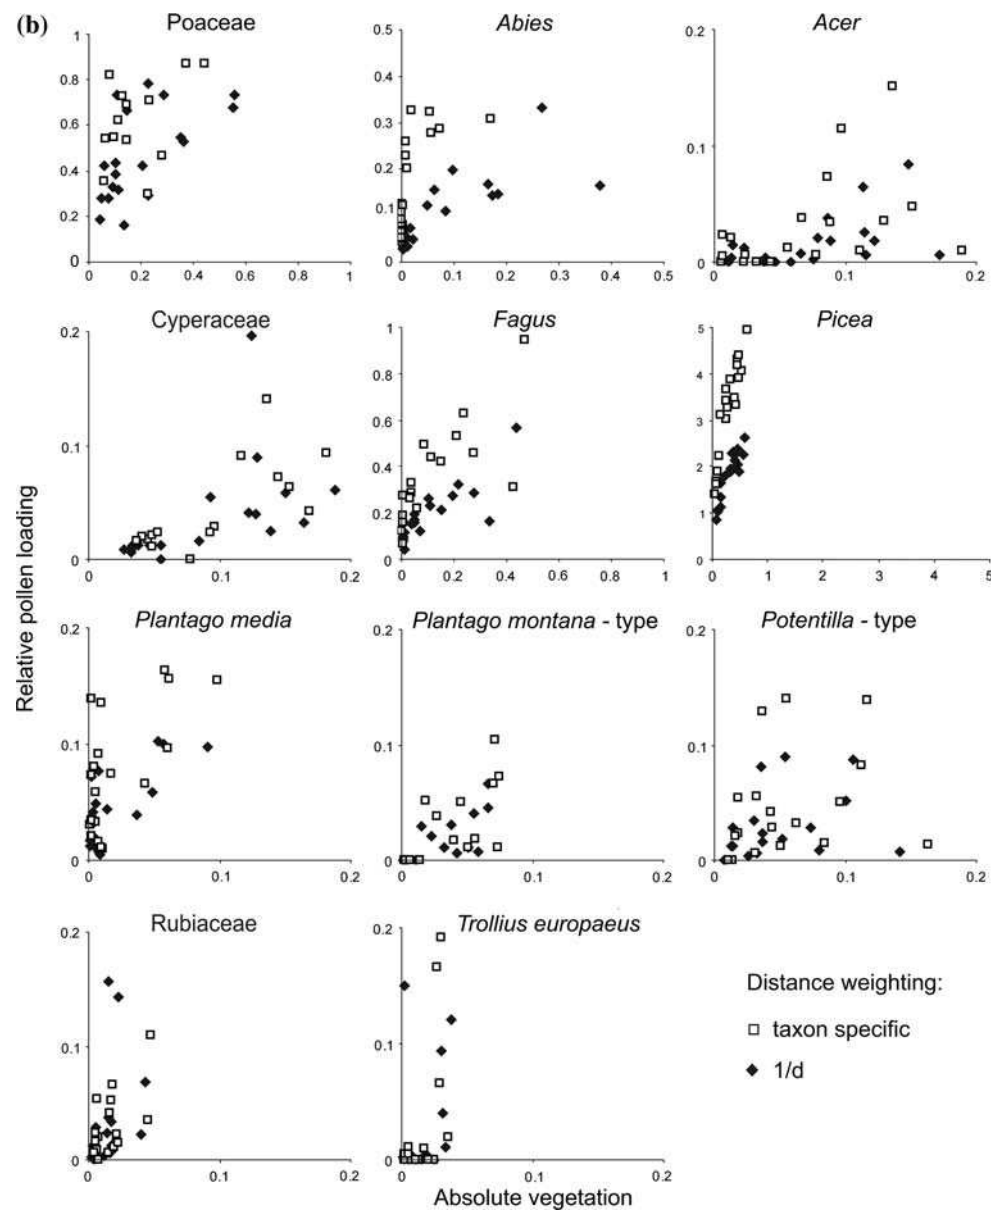 (b)
Poaceae
Abies
Acer
1
0.8
0.6
0.4
0.2
0
0 0.2 0.4 0.6 0.8 1
0.5
0.4
0.3
0.2
0.1
0
0 0.1 0.2 0.3 0.4 0.5
0.2
0.1
0
0 0.1 0.2
Cyperaceae
Fagus
Picea
0.2
0.1
0
0 0.1 0.2
1
0.8
0.6
0.4
0.2
0
0 0.2 0.4 0.6 0.8 1
5
4
3
2
1
0
0 1 2 3 4 5
Relative pollen loading
Plantago media
Plantago montana - type
Potentilla - type
0.2
0.1
0
0 0.1 0.2
0.2
0.1
0
0 0.1 0.2
0.2
0.1
0
0 0.1 0.2
Rubiaceae
Trollius europaeus
0.2
0.1
0
0 0.1 0.2
0.2
0.1
0
0 0.1 0.2
Distance weighting:
taxon specific
1/d
Absolute vegetation